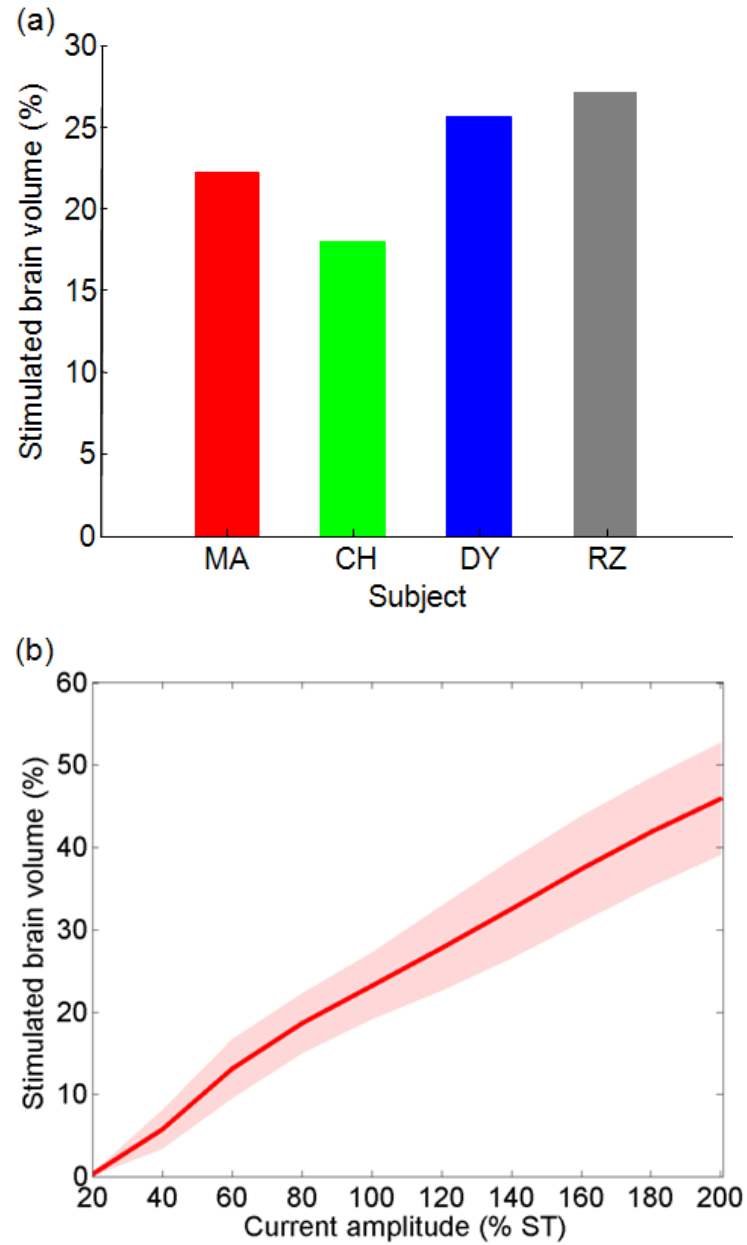 (a)
Stimulated brain volume (%)
30
25
20
15
10
5
0
MA CH DY RZ
Subject
(b)
Stimulated brain volume (%)
60
50
40
30
20
10
0
20 40 60 80 100 120 140 160 180 200
Current amplitude (% ST)